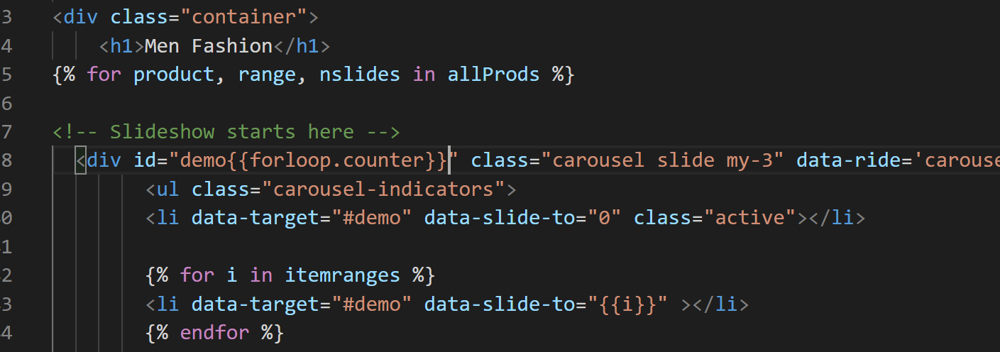 3 <div class="container">
4 <h1>Men Fashion</h1>
5 {% for product, range, nslides in allProds %}
6
7 <!-- Slideshow starts here -->
8 <div id="demo{{forloop.counter}}" class="carousel slide my-3" data-ride='carouse
9 <ul class="carousel-indicators">
0 <li data-target="#demo" data-slide-to="0" class="active"></li>
1
2 {% for i in itemranges %}
3 <li data-target="#demo" data-slide-to="{{i}}" ></li>
4 {% endfor %}